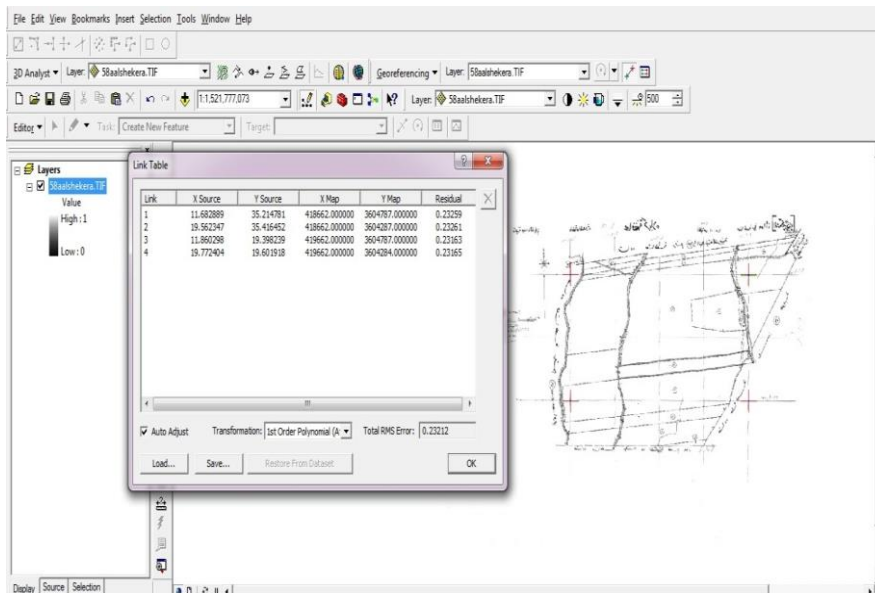 File Edit View Bookmarks Insert Selection Tools Window Help
3D Analyst Layer: 58aalshekera.TIF Georeferencing Layer: 58aalshekera.TIF
1:1,521,777,073 Layer: 58aalshekera.TIF 500
Editor Task: Create New Feature Target:
Layers
58aalshekera.TIF
Value
High : 1
Low : 0
Link Table
Link X Source Y Source X Map Y Map Residual
1 11.682889 35.214781 418662.000000 3604787.000000 0.23259
2 19.562347 35.416452 418662.000000 3604287.000000 0.23261
3 11.860298 19.398239 419662.000000 3604787.000000 0.23163
4 19.772404 19.601918 419662.000000 3604284.000000 0.23165
Auto Adjust Transformation: 1st Order Polynomial (A Total RMS Error: 0.23212
Load... Save... Restore From Dataset OK
Display Source Selection